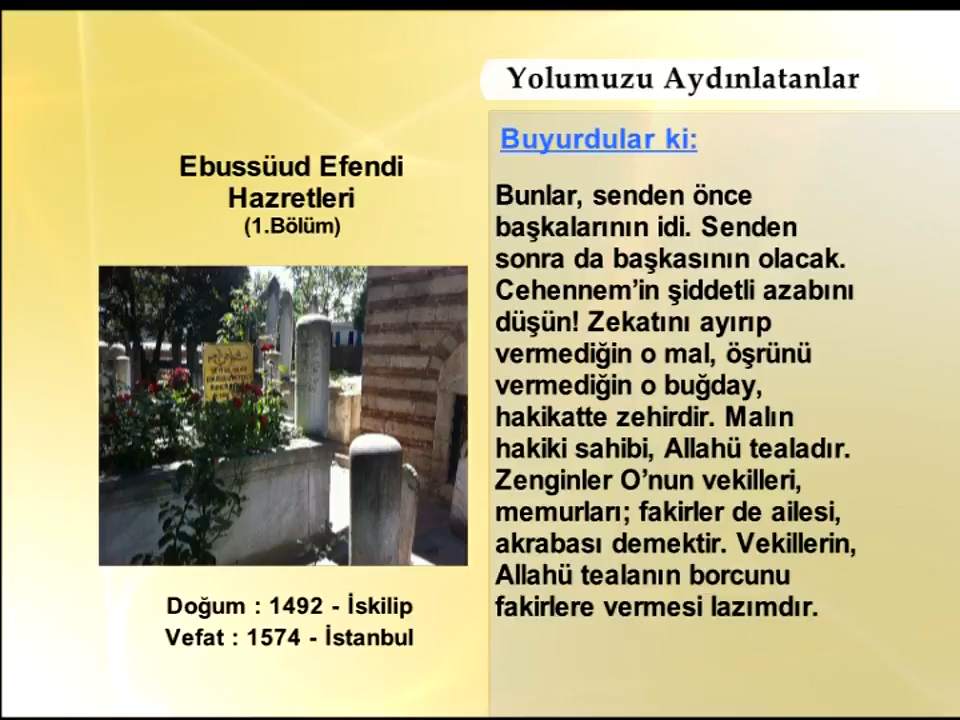 Yolumuzu Aydınlatanlar
Ebussüud Efendi
Hazretleri
(1.Bölüm)
Doğum : 1492 - İskilip
Vefat : 1574 - İstanbul
Buyurdular ki:
Bunlar, senden önce
başkalarının idi. Senden
sonra da başkasının olacak.
Cehennem'in şiddetli azabını
düşün! Zekatını ayırıp
vermediğin o mal, öşrünü
vermediğin o buğday,
hakikatte zehirdir. Malın
hakiki sahibi, Allahü tealadır.
Zenginler O'nun vekilleri,
memurları; fakirler de ailesi,
akrabası demektir. Vekillerin,
Allahü tealanın borcunu
fakirlere vermesi lazımdır.